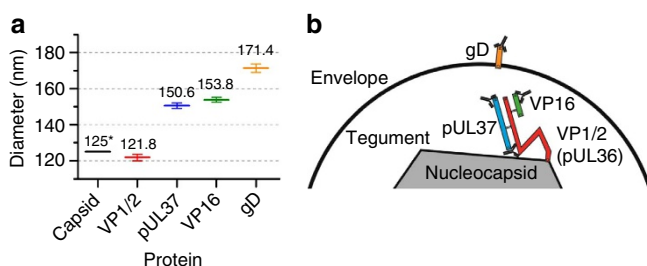 a
Diameter (nm)
180
160
140
120
125*
121.8
150.6
153.8
171.4
Capsid
VP1/2
pUL37
VP16
gD
Protein
b
gD
Envelope
VP16
pUL37
Tegument
VP1/2
(pUL36)
Nucleocapsid